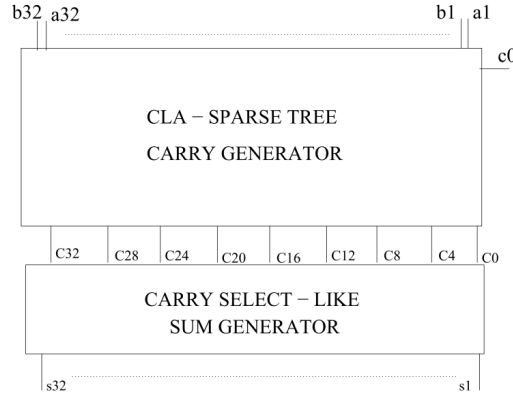 b32 a32 b1 a1
c0
CLA − SPARSE TREE
CARRY GENERATOR
C32 C28 C24 C20 C16 C12 C8 C4 C0
CARRY SELECT − LIKE
SUM GENERATOR
s32 s1